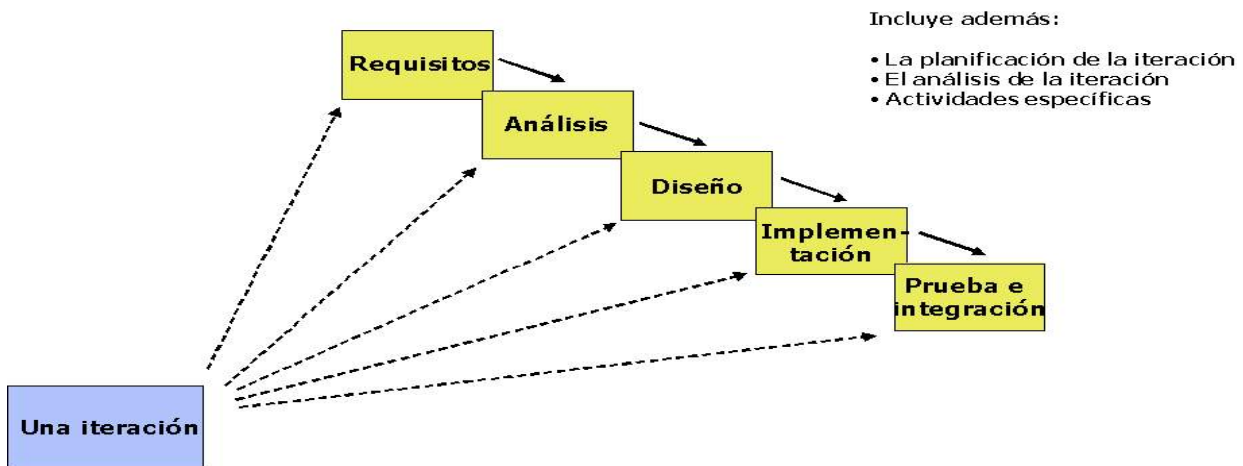 Incluye además:
• La planificación de la iteración
• El análisis de la iteración
• Actividades específicas
Requisitos
Análisis
Diseño
Implemen-
tación
Prueba e
integración
Una iteración